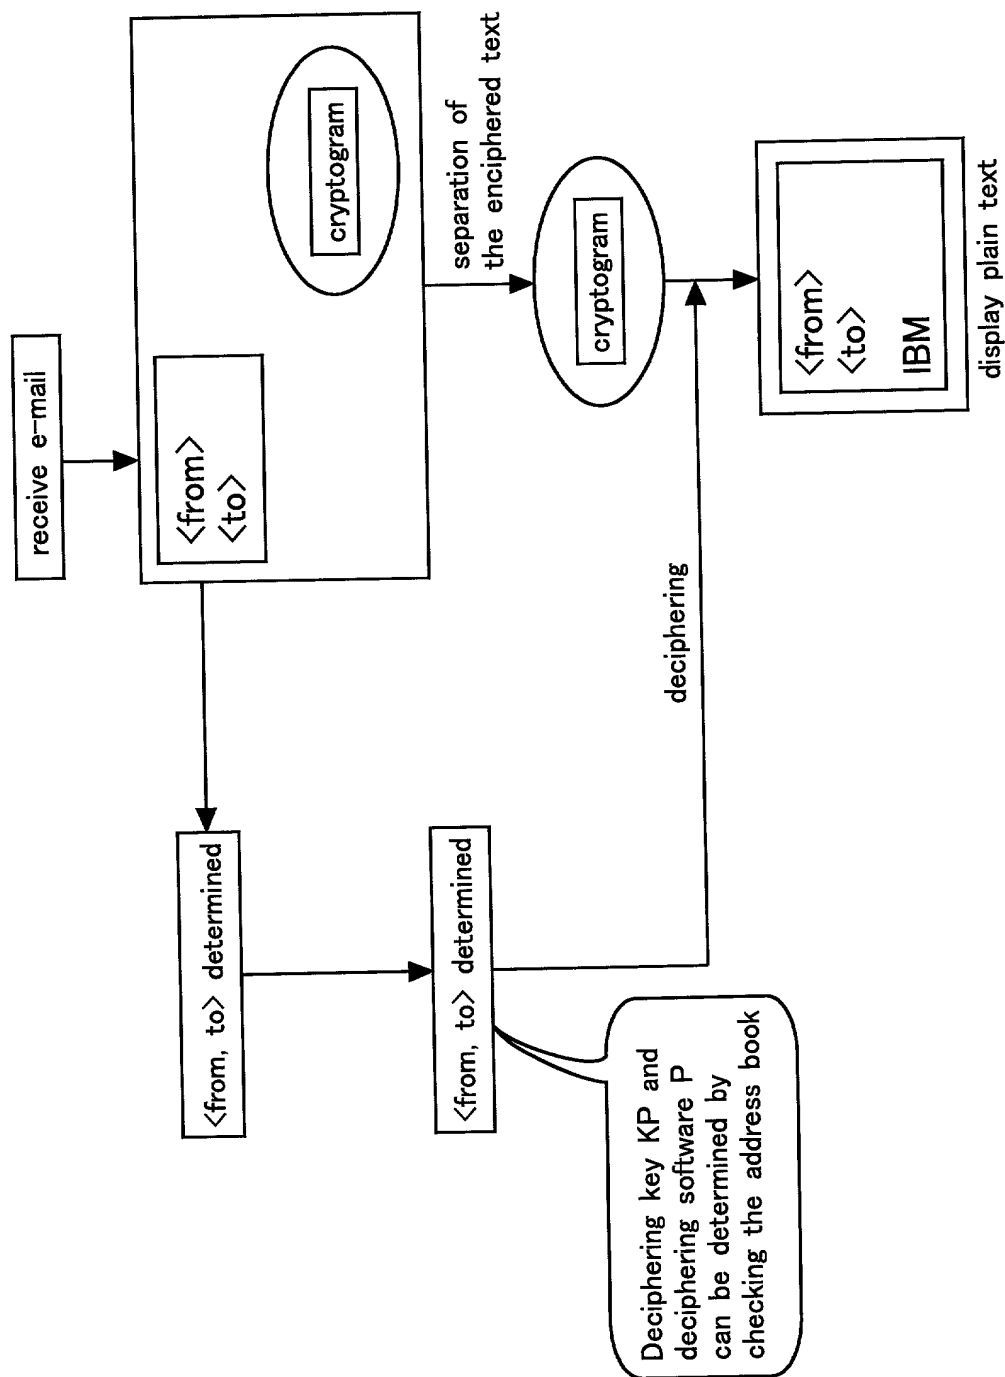 receive e-mail
<from>
<to>
cryptogram
separation of
the enciphered text
<from, to> determined
<from, to> determined
cryptogram
deciphering
Deciphering key KP and
deciphering software P
can be determined by
checking the address book
<from>
<to>
IBM
display plain text